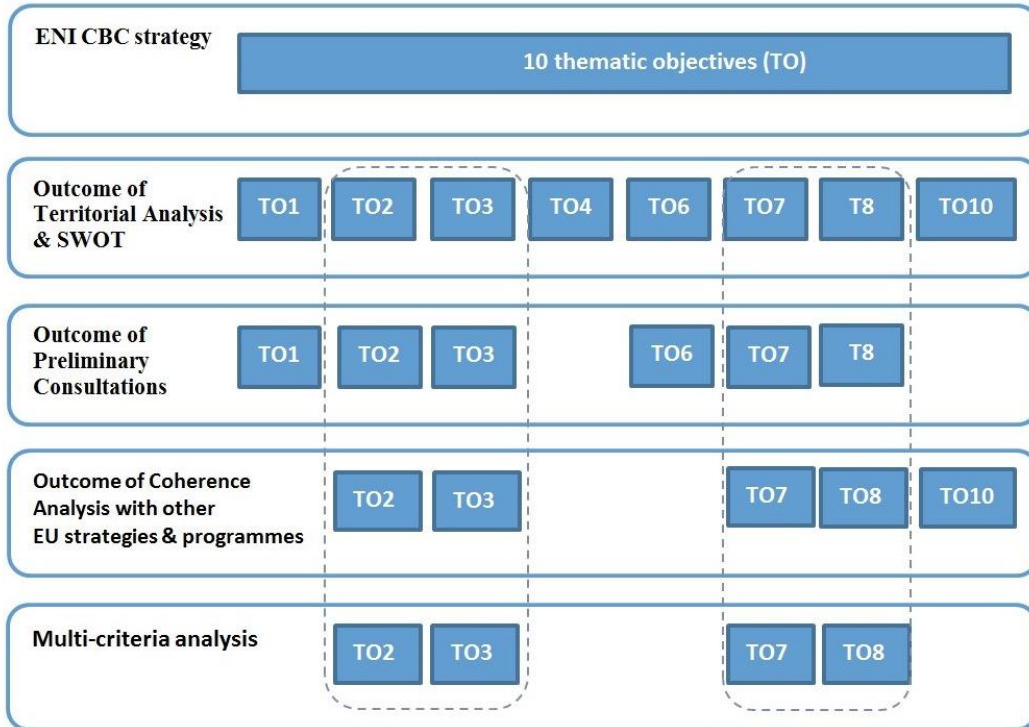 ENI CBC strategy
10 thematic objectives (TO)
Outcome of
Territorial Analysis
& SWOT
TO1 TO2 TO3 TO4 TO6 TO7 T8 TO10
Outcome of
Preliminary
Consultations
TO1 TO2 TO3 TO6 TO7 T8
Outcome of Coherence
Analysis with other
EU strategies & programmes
TO2 TO3 TO7 TO8 TO10
Multi-criteria analysis
TO2 TO3 TO7 TO8